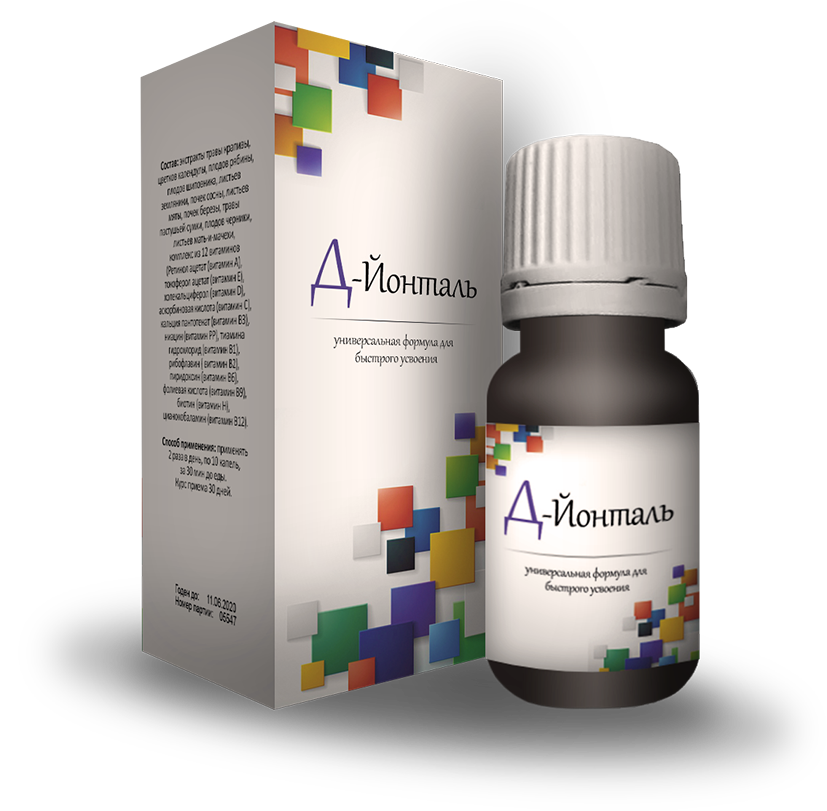 Состав: экстракты травы крапивы,
цветков календулы, плодов рябины,
плодов шиповника, листьев
земляники, почек сосны, листьев
мяты, почек березы, травы
пастушьей сумки, плодов черники,
листьев мать-и-мачехи,
комплекс из 12 витаминов
(Ретинол ацетат (витамин А),
токоферол ацетат (витамин Е),
холекальциферол (витамин D),
аскорбиновая кислота (витамин С),
кальция пантотенат (витамин В3),
ниацин (витамин РР), тиамина
гидрохлорид (витамин В1),
рибофлавин ( витамин В2),
пиридоксин (витамин В6),
фолиевая кислота (витамин В9),
биотин (витамин Н),
цианокобаламин (витамин В12).
Способ применения: применять
2 раза в день, по 10 капель,
за 30 мин до еды.
Курс приема 30 дней.
Годен до: 11.06.2020
Номер партии: 05647
Д-Йонталь
универсальная формула для
быстрого усвоения
Д-Йонталь
универсальная формула для
быстрого усвоения